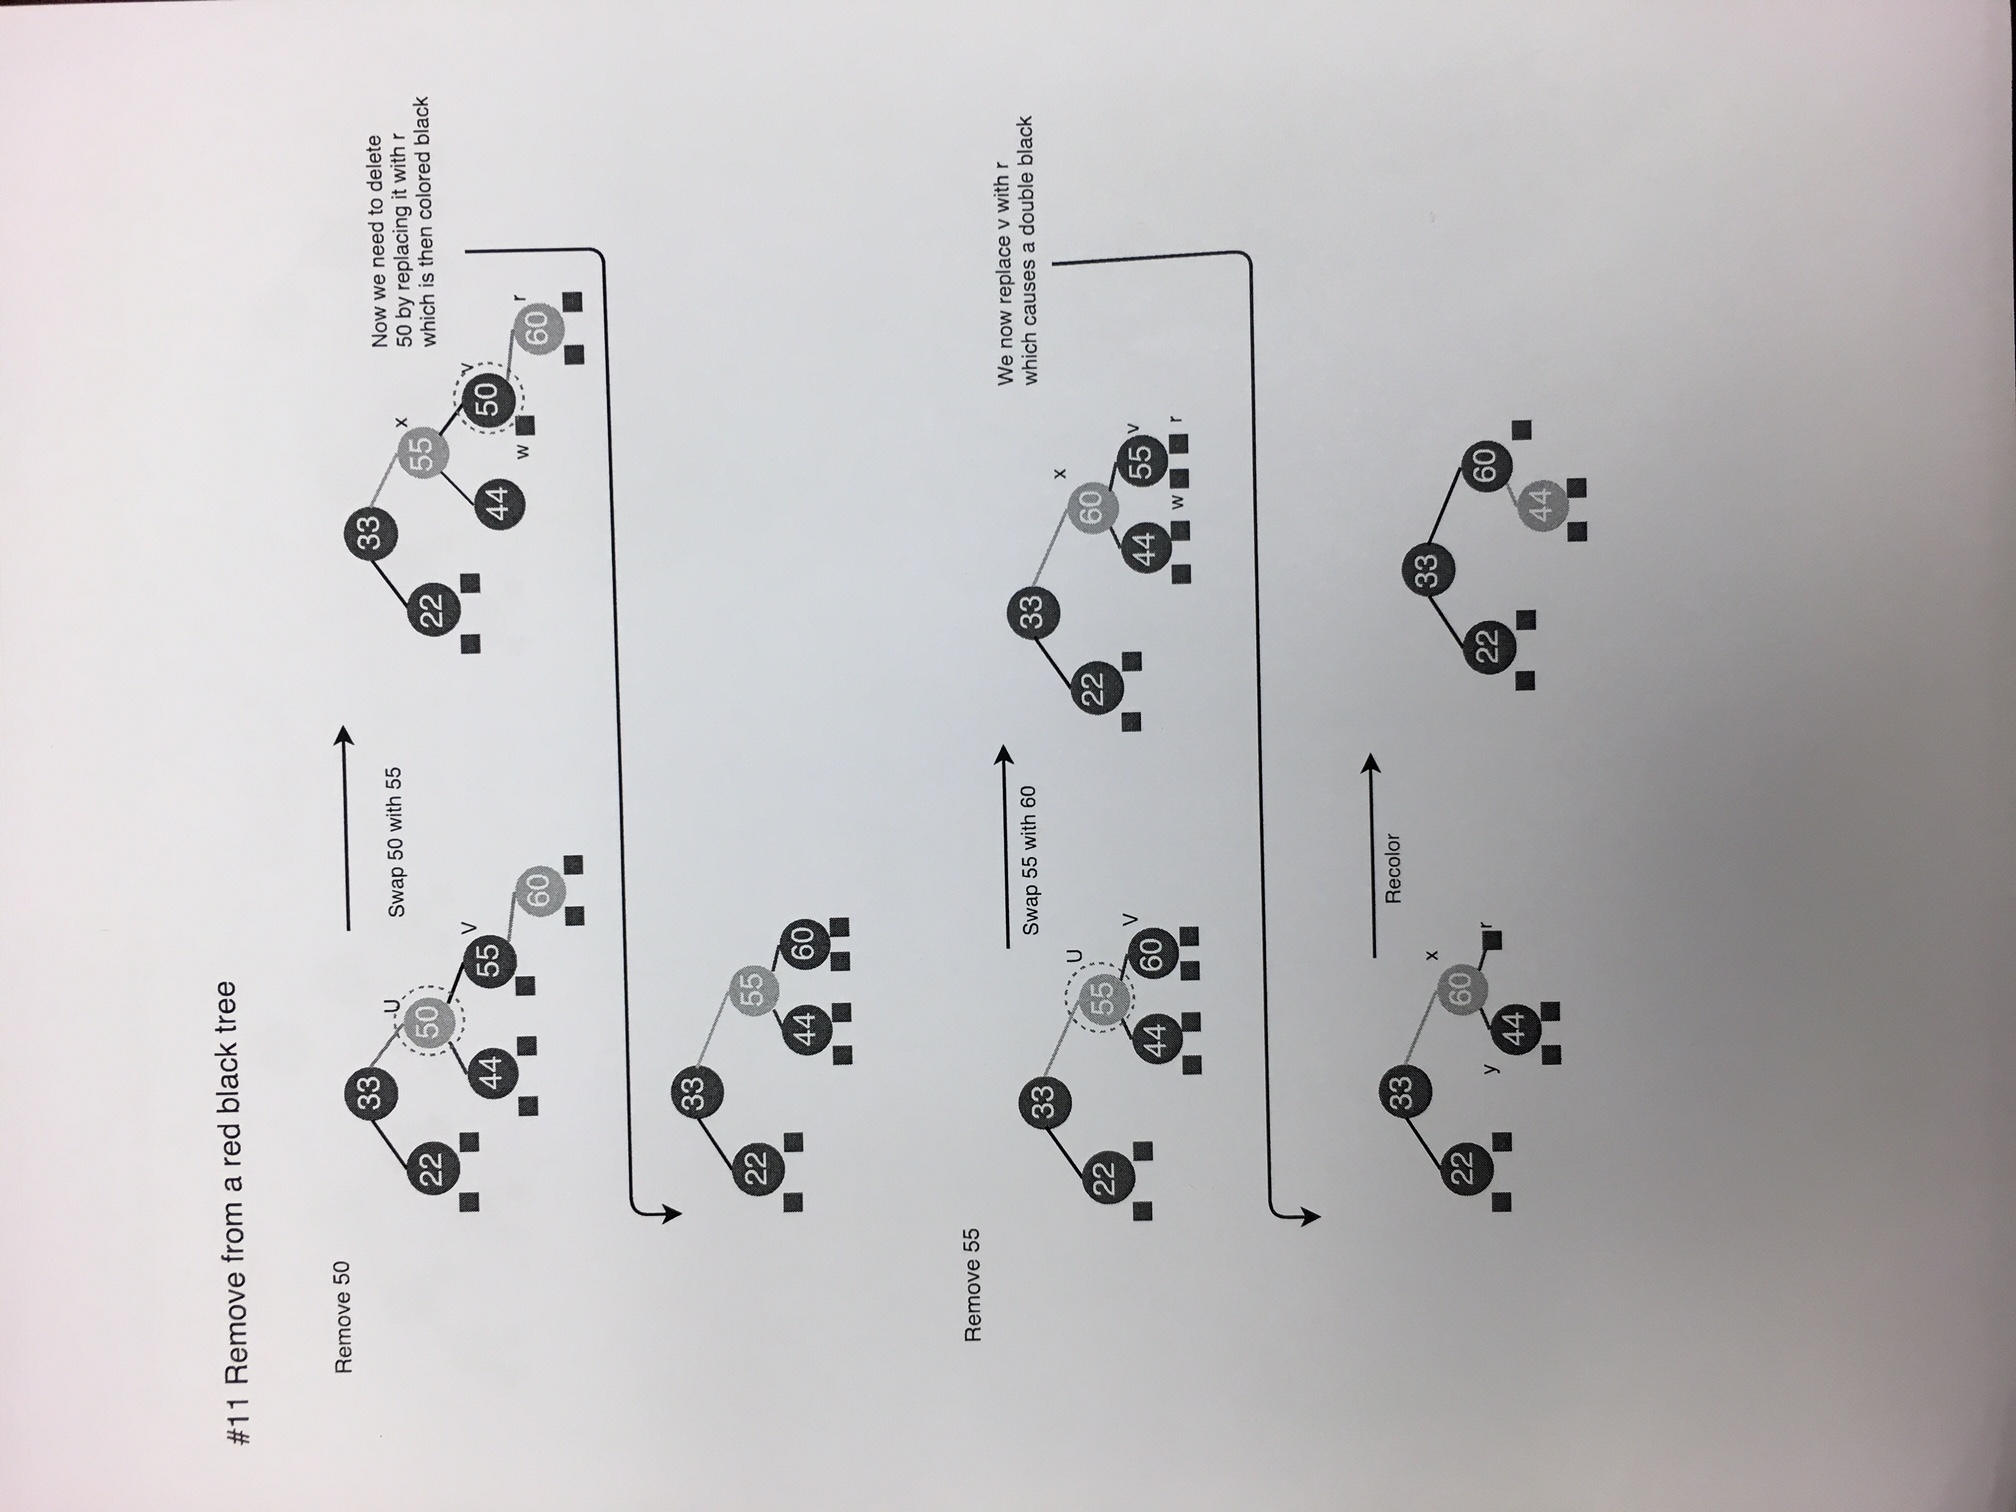 #11 Remove from a red black tree
Remove 50
33
U
22
50
44
55
V
60
Swap 50 with 55
33
x
22
55
44
50
v
w
60
r
Now we need to delete
50 by replacing it with r
which is then colored black
33
22
55
44
60
Remove 55
33
U
22
55
V
44
60
Swap 55 with 60
33
x
22
60
44
55
v
w
r
We now replace v with r
which causes a double black
33
x
22
60
y
r
44
Recolor
33
22
60
44